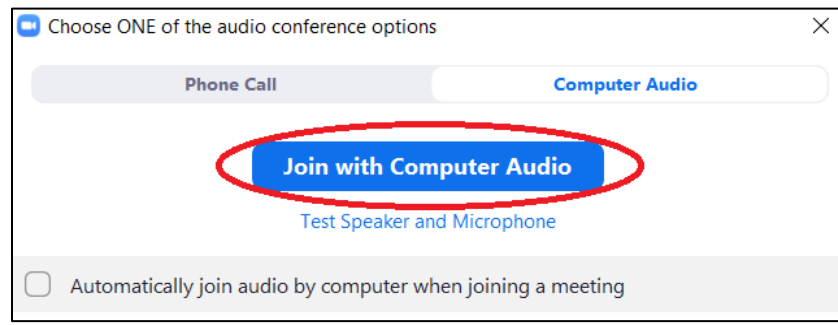 Choose ONE of the audio conference options
Phone Call Computer Audio
Join with Computer Audio
Test Speaker and Microphone
Automatically join audio by computer when joining a meeting